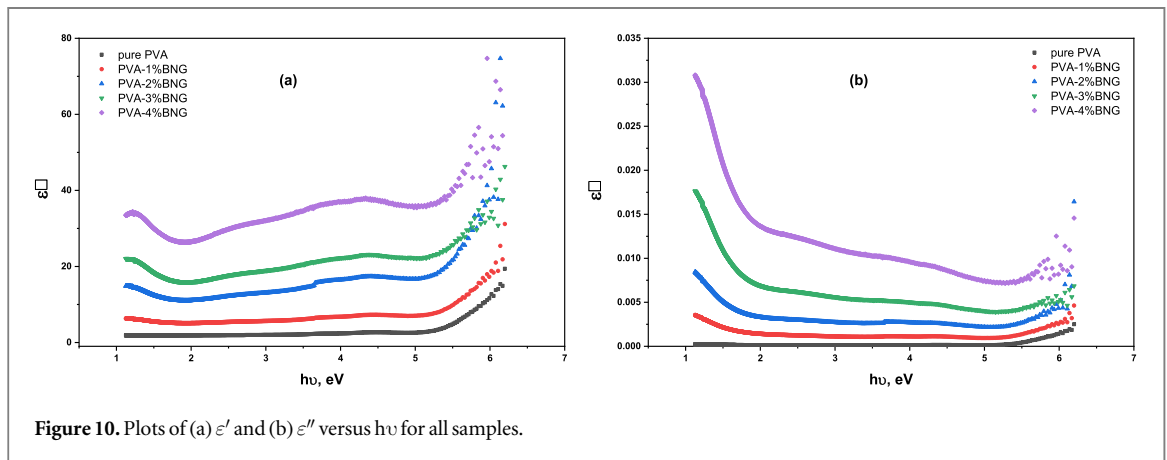 80
60
40
20
0
ε□
1
2
3
4
5
6
7
hυ, eV
(a)
pure PVA
PVA-1%BNG
PVA-2%BNG
PVA-3%BNG
PVA-4%BNG
0.035
0.030
0.025
0.020
0.015
0.010
0.005
0.000
ε□
1
2
3
4
5
6
7
hυ, eV
(b)
pure PVA
PVA-1%BNG
PVA-2%BNG
PVA-3%BNG
PVA-4%BNG
Figure 10. Plots of (a) ε′ and (b) ε″ versus hυ for all samples.